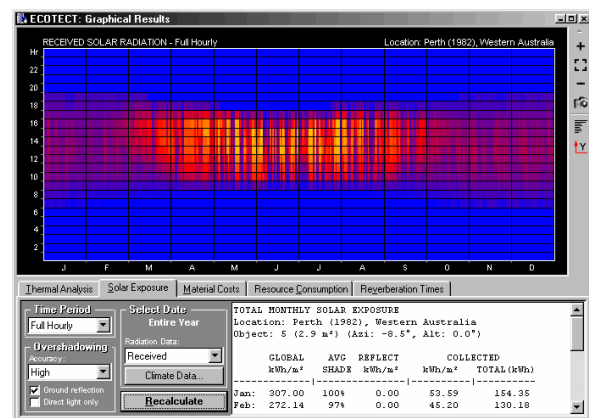 ECOTECT: Graphical Results
RECEIVED SOLAR RADIATION - Full Hourly
Location: Perth (1982), Western Australia
Hr
22
20
18
16
14
12
10
8
6
4
2
J F M A M J J A S O N D
Thermal Analysis Solar Exposure Material Costs Resource Consumption Reverberation Times
Time Period
Full Hourly
Overshadowing
Accuracy:
High
Ground reflection
Direct light only
Select Date
Entire Year
Radiation Data:
Received
Climate Data...
Recalculate
TOTAL MONTHLY SOLAR EXPOSURE
Location: Perth (1982), Western Australia
Object: 5 (2.9 m²) (Azi: -8.5°, Alt: 0.0°)
GLOBAL AVG REFLECT COLLECTED
kWh/m² SHADE kWh/m² kWh/m² TOTAL(kWh)
Jan: 307.00 100% 0.00 53.59 154.35
Feb: 272.14 97% 0.00 45.20 130.18
Y